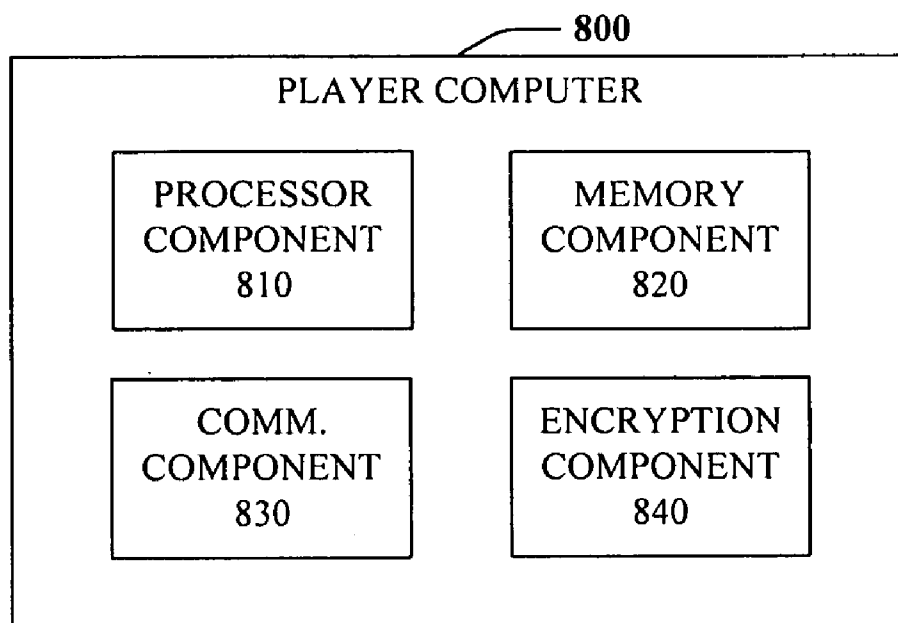 800
PLAYER COMPUTER
PROCESSOR
COMPONENT
810
MEMORY
COMPONENT
820
COMM.
COMPONENT
830
ENCRYPTION
COMPONENT
840